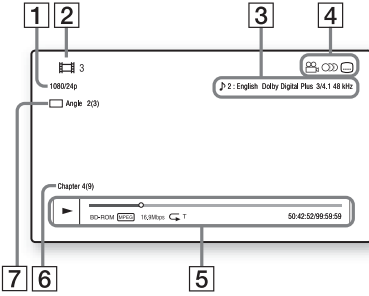 1 2 3 4
3
1080/24p
♪ 2 : English Dolby Digital Plus 3/4.1 48 kHz
Angle 2(3)
Chapter 4(9)
BD-ROM MPEG 16,9Mbps T 50:42:52/99:59:59
7 6 5